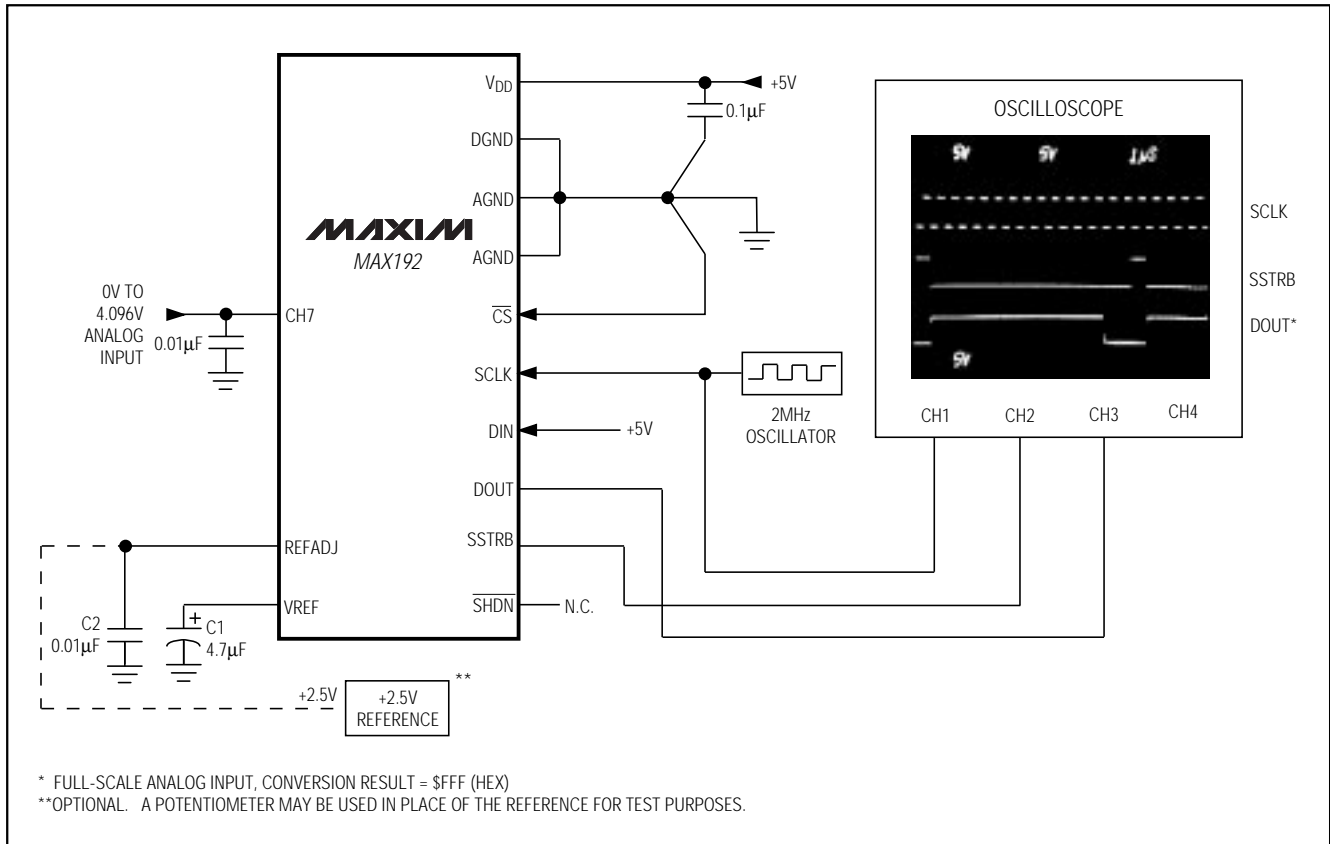 MAXIM
MAX192
VDD
DGND
AGND
AGND
CS
SCLK
DIN
DOUT
SSTRB
SHDN
CH7
REFADJ
VREF
0V TO
4.096V
ANALOG
INPUT
0.01µF
C2
0.01µF
+
C1
4.7µF
+2.5V
+2.5V
REFERENCE
**
+5V
0.1µF
2MHz
OSCILLATOR
+5V
N.C.
OSCILLOSCOPE
5V
5V
5V
SCLK
SSTRB
DOUT*
CH1
CH2
CH3
CH4
* FULL-SCALE ANALOG INPUT, CONVERSION RESULT = $FFF (HEX)
**OPTIONAL. A POTENTIOMETER MAY BE USED IN PLACE OF THE REFERENCE FOR TEST PURPOSES.